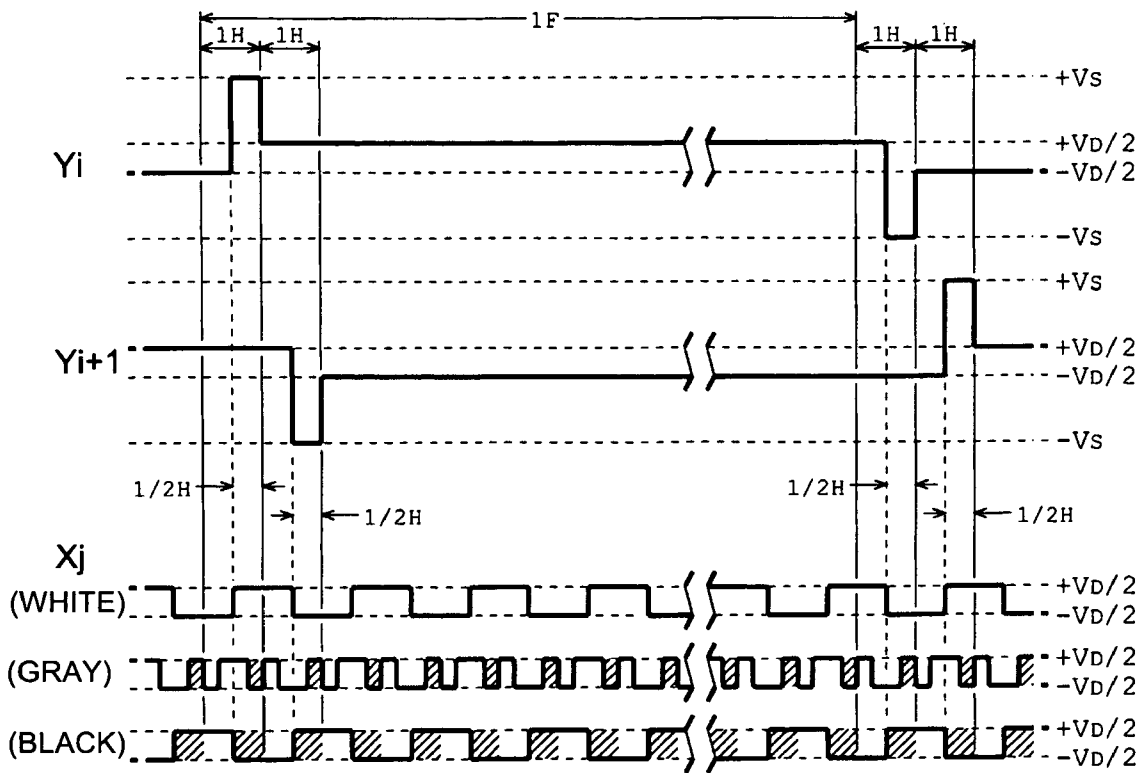 1F
1H 1H 1H 1H
+VS
+VD/2
Yi
-VD/2
-VS
+VS
+VD/2
Yi+1
-VD/2
-VS
1/2H 1/2H
1/2H 1/2H
Xj
(WHITE) +VD/2
-VD/2
(GRAY) +VD/2
-VD/2
(BLACK) +VD/2
-VD/2